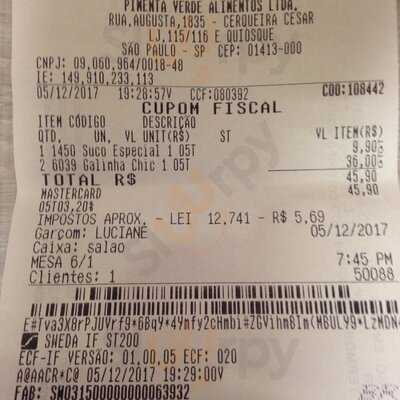 PIMENTA VERDE ALIMENTOS LTDA.
RUA,AUGUSTA,1835 - CERQUEIRA CESAR
LJ,115/116 E QUIOSQUE
SÃO PAULO - SP CEP: 01413-000
CNPJ: 09,060,964/0018-48
IE: 149,910,233,113
05/12/2017 19:28:57V CCF:080392 COO:108442
CUPOM FISCAL
ITEM CÓDIGO DESCRIÇÃO
QTD, UN, VL UNIT(R$) ST VL ITEM(R$)
1 1450 Suco Especial 1 05T 9,90
2 6039 Galinha Chic 1 05T 36,00
TOTAL R$ 45,90
MASTERCARD 45,90
05T03,20%
IMPOSTOS APROX, - LEI 12,741 - R$ 5,69
Garçom: LUCIANE 05/12/2017
Caixa: salao
MESA 6/1 7:45 PM
Clientes: 1 50088
SWEDA IF ST200
ECF-IF VERSÃO: 01,00,05 ECF: 020
A@AACR*C@ 05/12/2017 19:29:00V